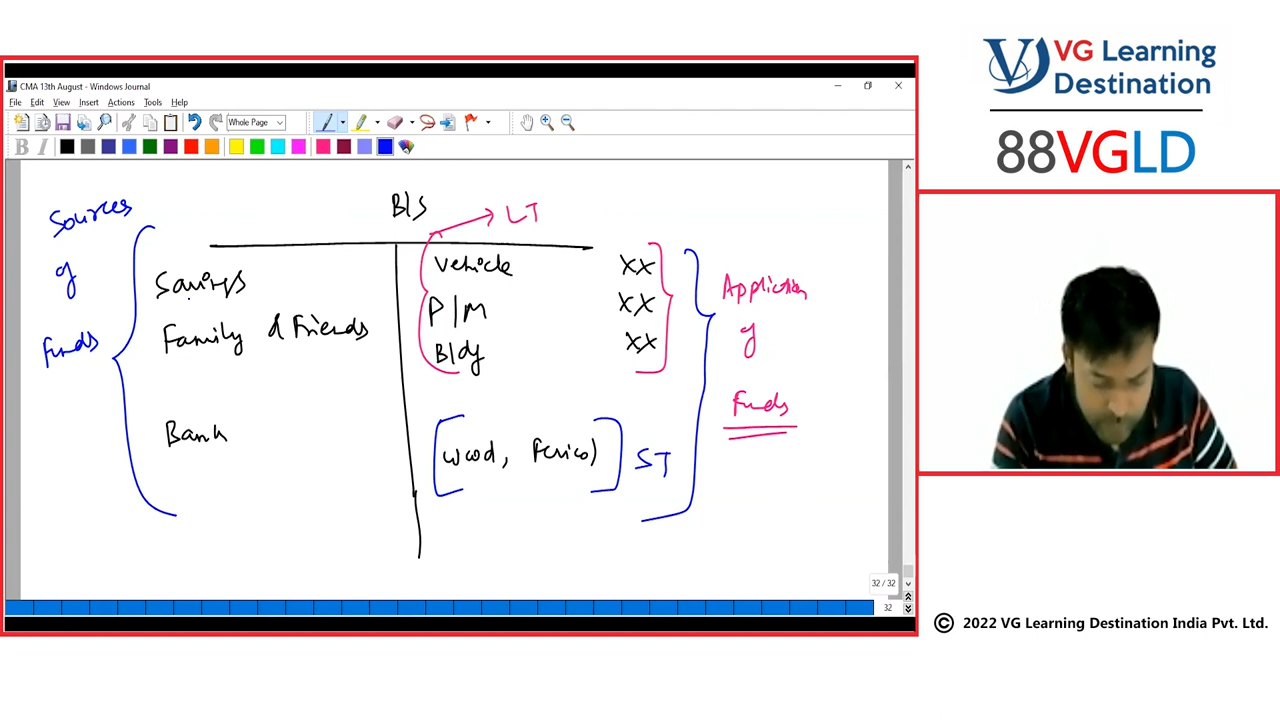 VG Learning
Destination
88VGLD
CMA 13th August - Windows Journal
File Edit View Insert Actions Tools Help
Whole Page
B I
Sources
of
Funds
B/S
LT
Savings
Family & Friends
Bank
Vehicle XX
P/M XX
Bldg XX
[Wood, Fevicol] ST
Application
of
Funds
32 / 32
32
© 2022 VG Learning Destination India Pvt. Ltd.